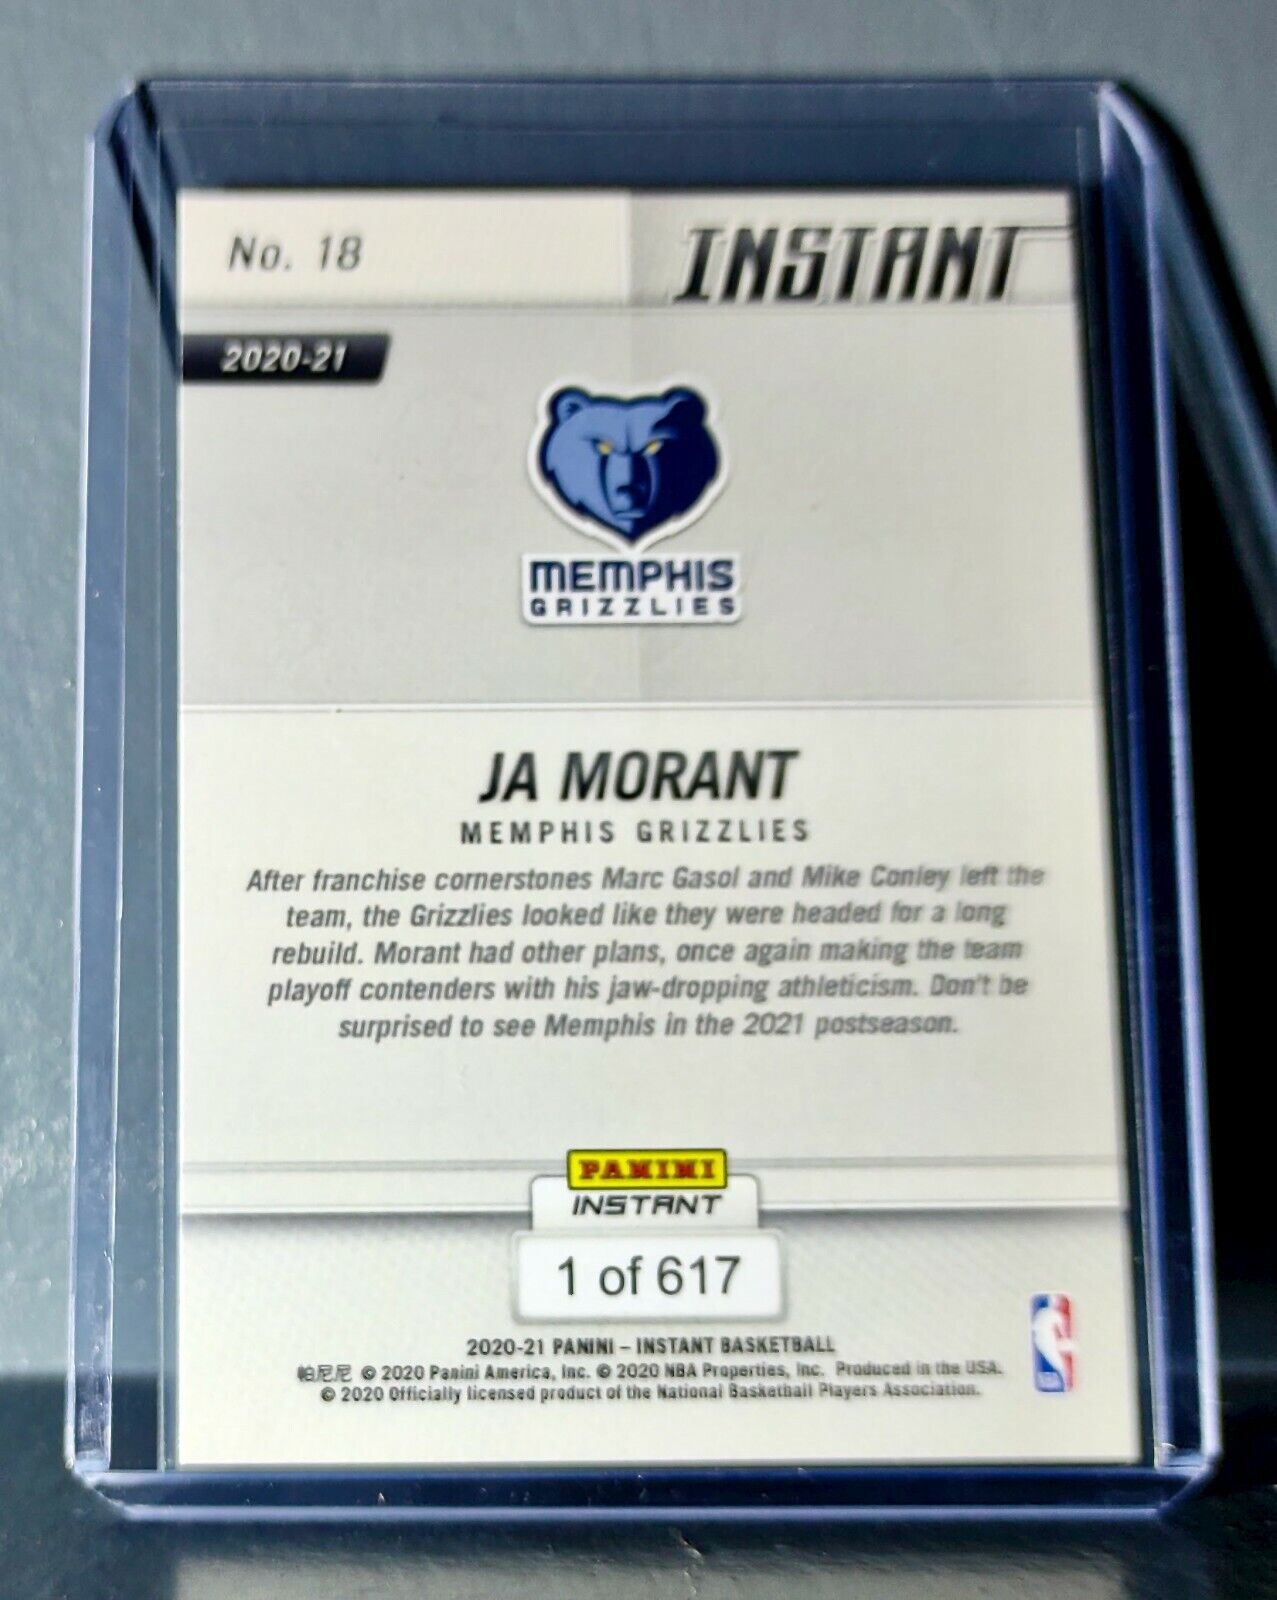 No. 18
INSTANT
2020-21
MEMPHIS
GRIZZLIES
JA MORANT
MEMPHIS GRIZZLIES
After franchise cornerstones Marc Gasol and Mike Conley left the
team, the Grizzlies looked like they were headed for a long
rebuild. Morant had other plans, once again making the team
playoff contenders with his jaw-dropping athleticism. Don't be
surprised to see Memphis in the 2021 postseason.
PANINI
INSTANT
1 of 617
2020-21 PANINI – INSTANT BASKETBALL
帕尼尼 © 2020 Panini America, Inc. © 2020 NBA Properties, Inc. Produced in the USA.
© 2020 Officially licensed product of the National Basketball Players Association.
NBA